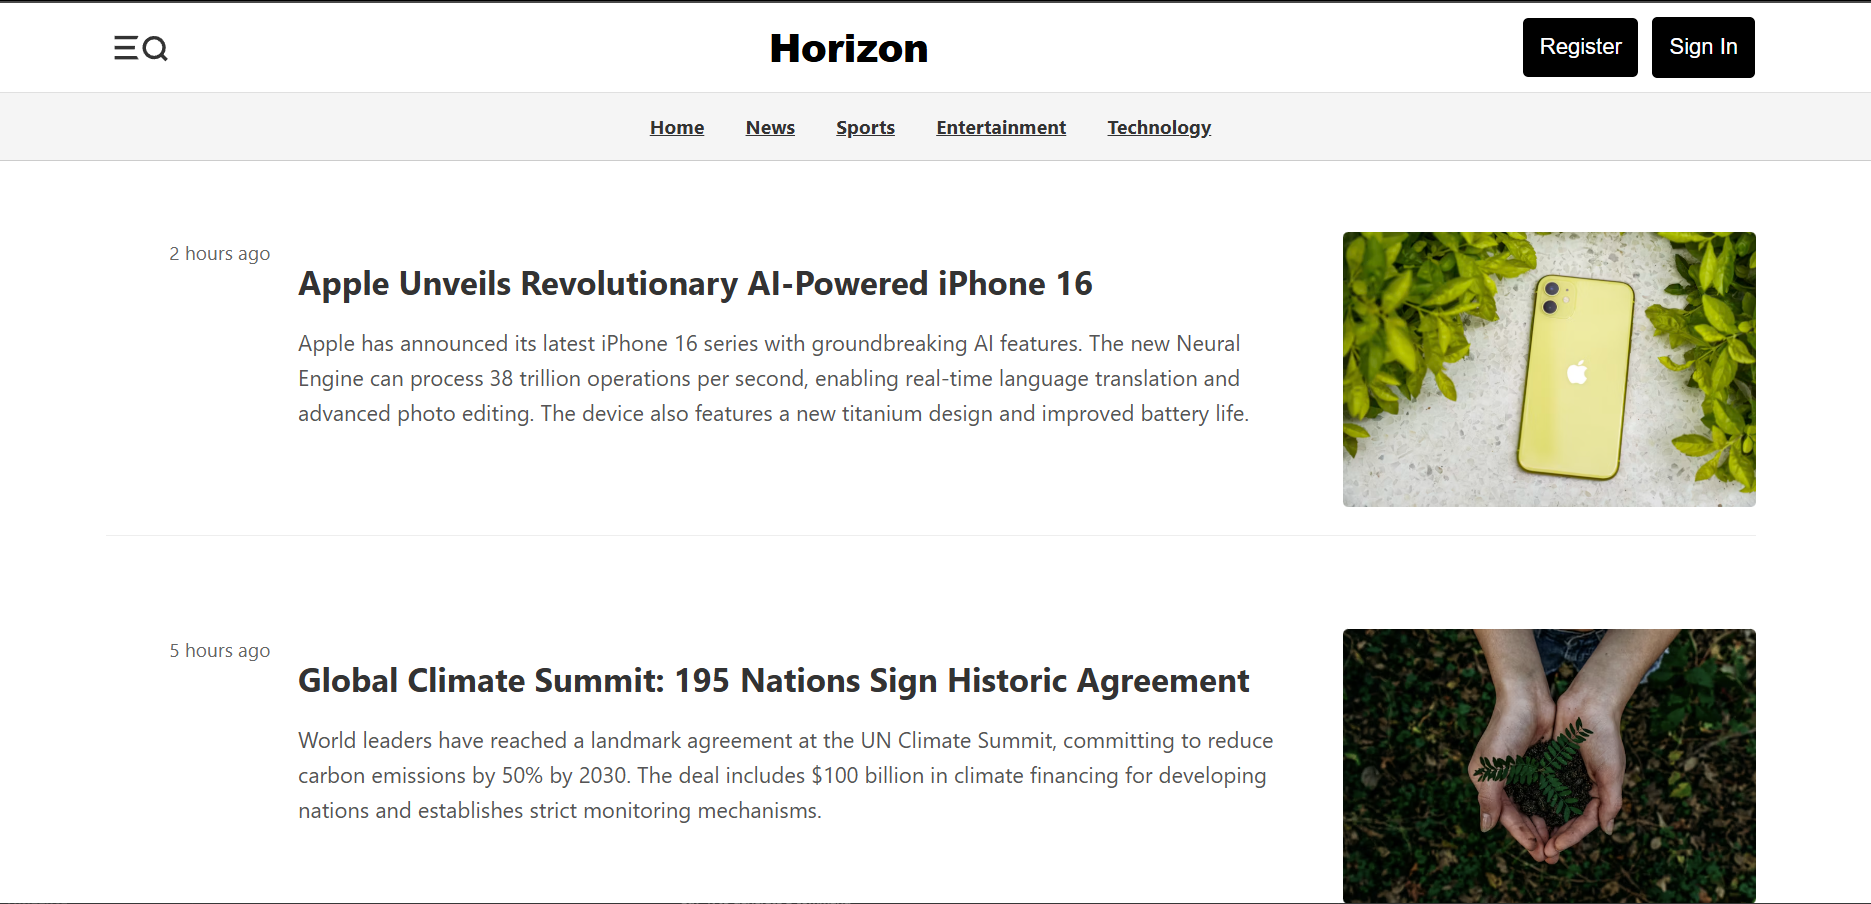 Horizon
Register
Sign In
Home
News
Sports
Entertainment
Technology
2 hours ago
Apple Unveils Revolutionary AI-Powered iPhone 16
Apple has announced its latest iPhone 16 series with groundbreaking AI features. The new Neural
Engine can process 38 trillion operations per second, enabling real-time language translation and
advanced photo editing. The device also features a new titanium design and improved battery life.
5 hours ago
Global Climate Summit: 195 Nations Sign Historic Agreement
World leaders have reached a landmark agreement at the UN Climate Summit, committing to reduce
carbon emissions by 50% by 2030. The deal includes $100 billion in climate financing for developing
nations and establishes strict monitoring mechanisms.